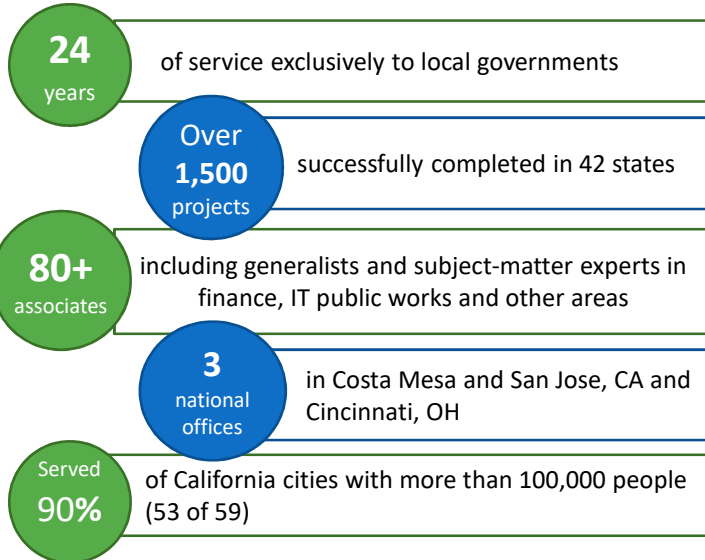 24
years
of service exclusively to local governments
Over
1,500
projects
successfully completed in 42 states
80+
associates
including generalists and subject-matter experts in
finance, IT public works and other areas
3
national
offices
in Costa Mesa and San Jose, CA and
Cincinnati, OH
Served
90%
of California cities with more than 100,000 people
(53 of 59)